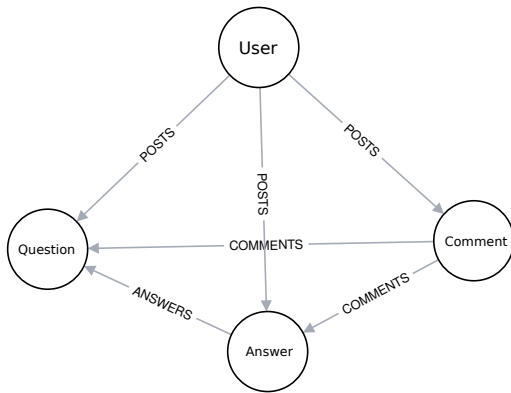 User
POSTS
POSTS
POSTS
Question
COMMENTS
Comment
ANSWERS
COMMENTS
Answer